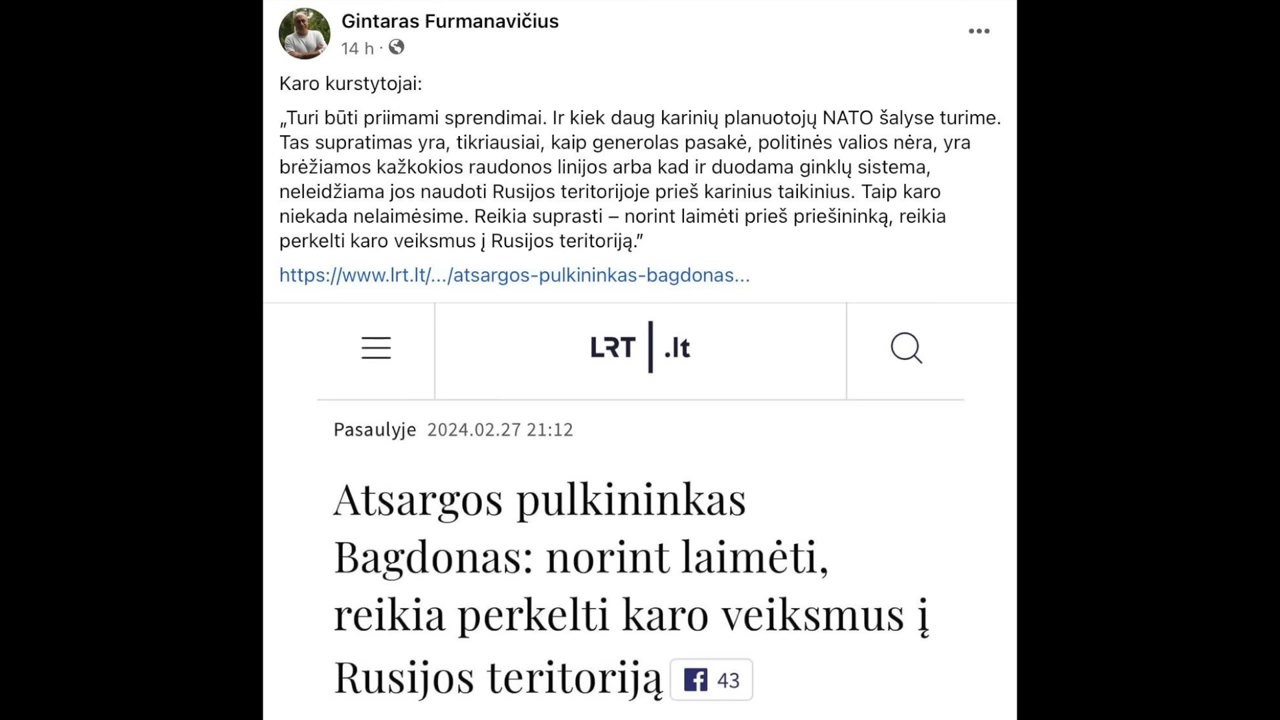 Gintaras Furmanavičius
14 h ·
Karo kurstytojai:
„Turi būti priimami sprendimai. Ir kiek daug karinių planuotojų NATO šalyse turime.
Tas supratimas yra, tikriausiai, kaip generolas pasakė, politinės valios nėra, yra
brėžiamos kažkokios raudonos linijos arba kad ir duodama ginklų sistema,
neleidžiama jos naudoti Rusijos teritorijoje prieš karinius taikinius. Taip karo
niekada nelaimėsime. Reikia suprasti – norint laimėti prieš priešininką, reikia
perkelti karo veiksmus į Rusijos teritoriją.”
https://www.lrt.lt/.../atsargos-pulkininkas-bagdonas...
LRT | .lt
Pasaulyje 2024.02.27 21:12
Atsargos pulkininkas
Bagdonas: norint laimėti,
reikia perkelti karo veiksmus į
Rusijos teritoriją 43